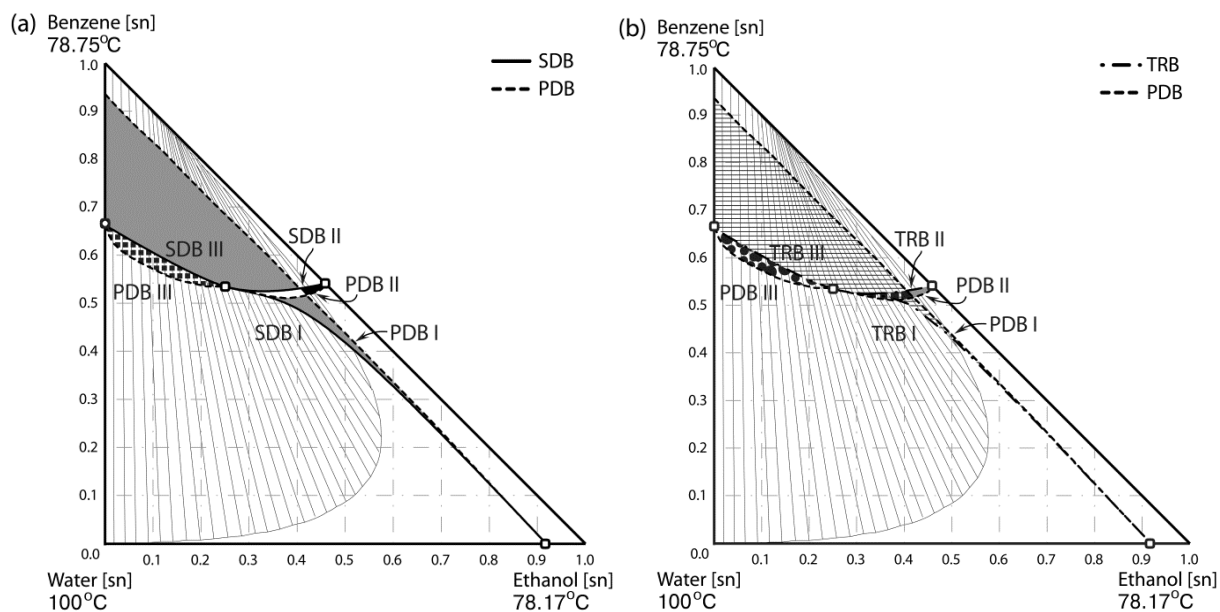 (a)
Benzene [sn]
78.75°C
SDB
PDB
1.0
0.9
0.8
0.7
0.6
0.5
0.4
0.3
0.2
0.1
0.0
SDB II
SDB III
PDB II
PDB III
SDB I
PDB I
0.1 0.2 0.3 0.4 0.5 0.6 0.7 0.8 0.9 1.0
Water [sn]
100°C
Ethanol [sn]
78.17°C
(b)
Benzene [sn]
78.75°C
TRB
PDB
1.0
0.9
0.8
0.7
0.6
0.5
0.4
0.3
0.2
0.1
0.0
TRB II
TRB III
PDB II
PDB III
PDB I
TRB I
0.1 0.2 0.3 0.4 0.5 0.6 0.7 0.8 0.9 1.0
Water [sn]
100°C
Ethanol [sn]
78.17°C